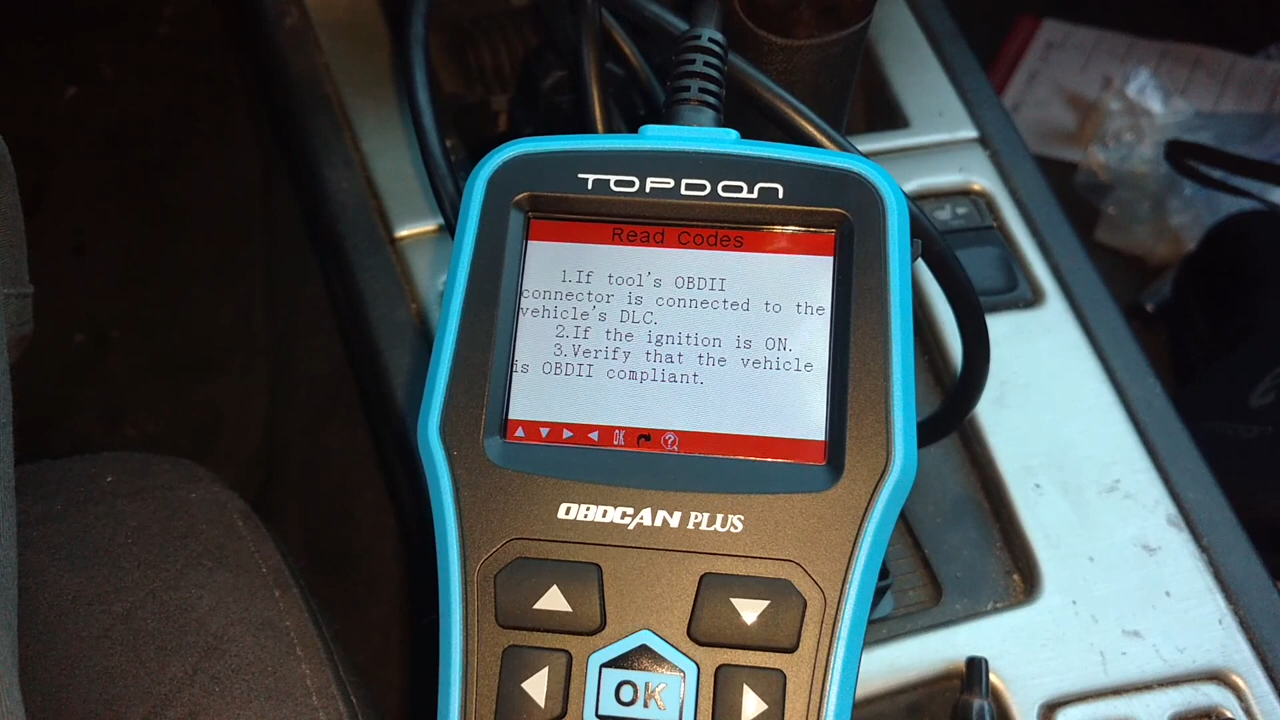 TOPDON
Read Codes
1.If tool's OBDII
connector is connected to the
vehicle's DLC.
2.If the ignition is ON.
3.Verify that the vehicle
is OBDII compliant.
OK
?
OBDCAN PLUS
OK